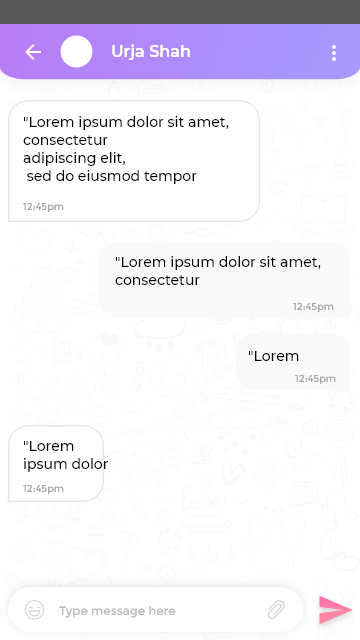 Urja Shah
"Lorem ipsum dolor sit amet,
consectetur
adipiscing elit,
sed do eiusmod tempor
12:45pm
"Lorem ipsum dolor sit amet,
consectetur
12:45pm
"Lorem
12:45pm
"Lorem
ipsum dolor
12:45pm
Type message here